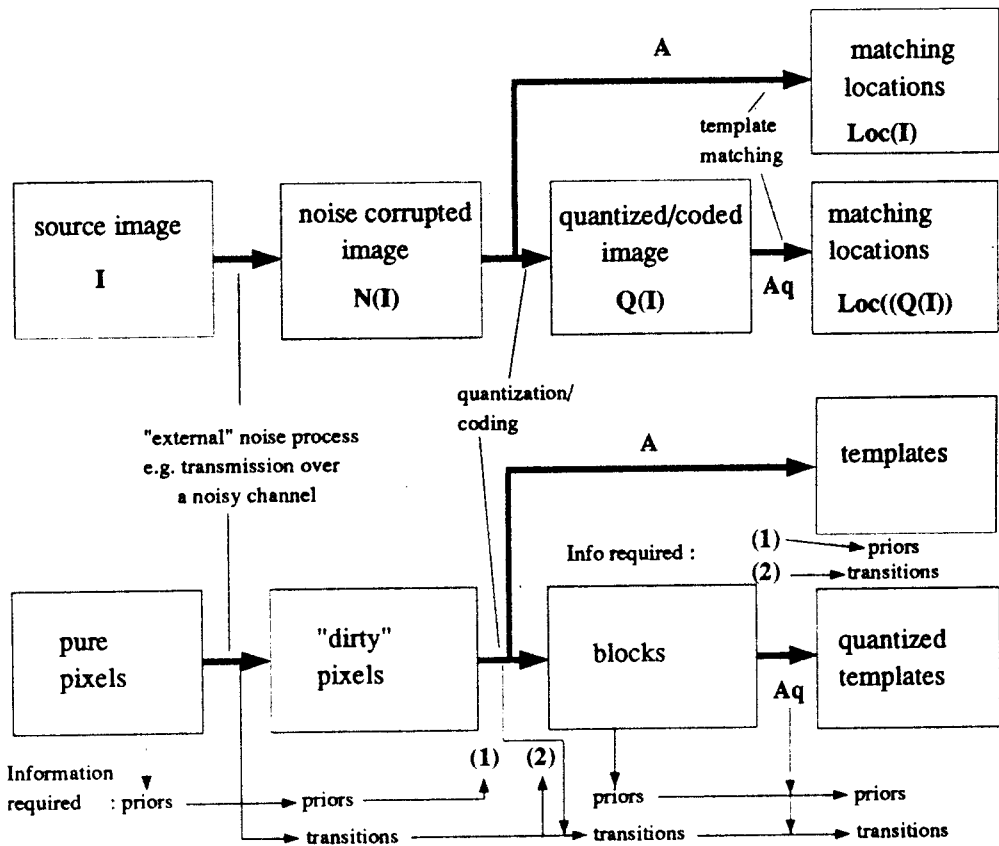 A
matching
locations
Loc(I)
template
matching
source image
I
noise corrupted
image
N(I)
quantized/coded
image
Q(I)
Aq
matching
locations
Loc((Q(I))
"external" noise process
e.g. transmission over
a noisy channel
quantization/
coding
A
templates
Info required :
(1)
priors
(2)
transitions
pure
pixels
"dirty"
pixels
blocks
Aq
quantized
templates
Information
required : priors
priors
(1)
(2)
priors
priors
transitions
transitions
transitions